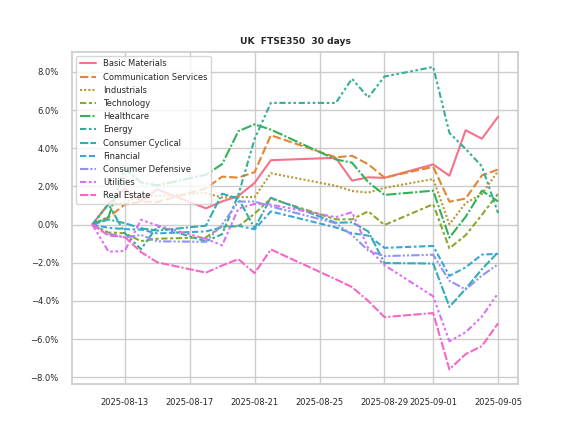 UK  FTSE350  30 days
8.0%
6.0%
4.0%
2.0%
0.0%
−2.0%
−4.0%
−6.0%
−8.0%
Basic Materials
Communication Services
Industrials
Technology
Healthcare
Energy
Consumer Cyclical
Financial
Consumer Defensive
Utilities
Real Estate
2025-08-13 2025-08-17 2025-08-21 2025-08-25 2025-08-29 2025-09-01 2025-09-05